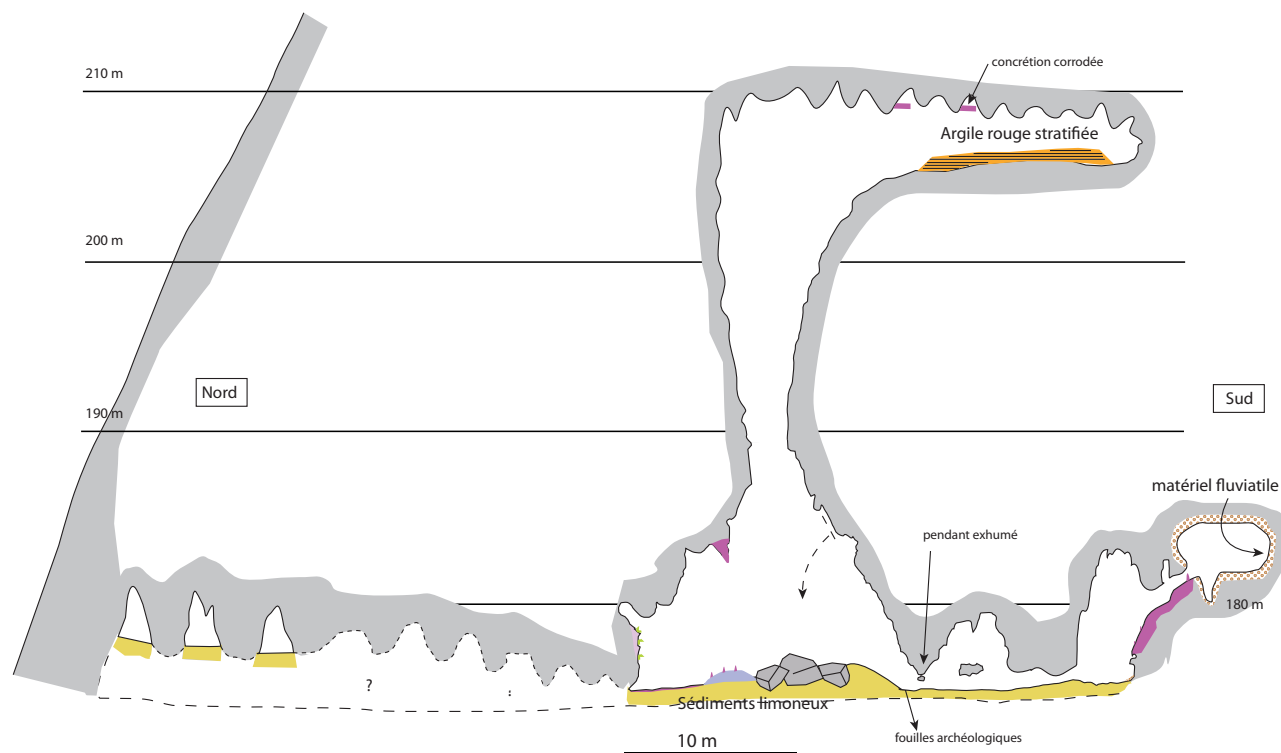 concrétion corrodée
210 m
Argile rouge stratifiée
200 m
Nord
Sud
190 m
matériel fluviatile
pendant exhumé
180 m
?
:
Sédiments limoneux
fouilles archéologiques
10 m